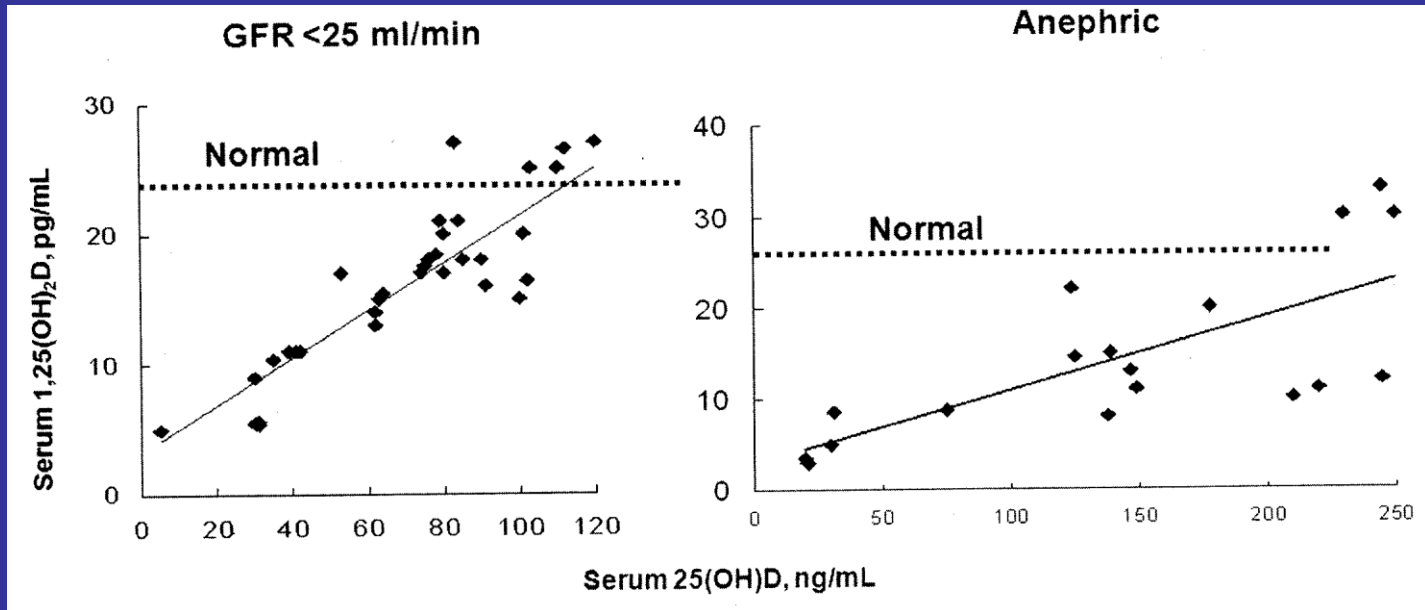 GFR <25 ml/min
Anephric
Serum 1,25(OH)₂D, pg/mL
30
20
10
0
Normal
0 20 40 60 80 100 120
40
30
20
10
0
Normal
0 50 100 150 200 250
Serum 25(OH)D, ng/mL